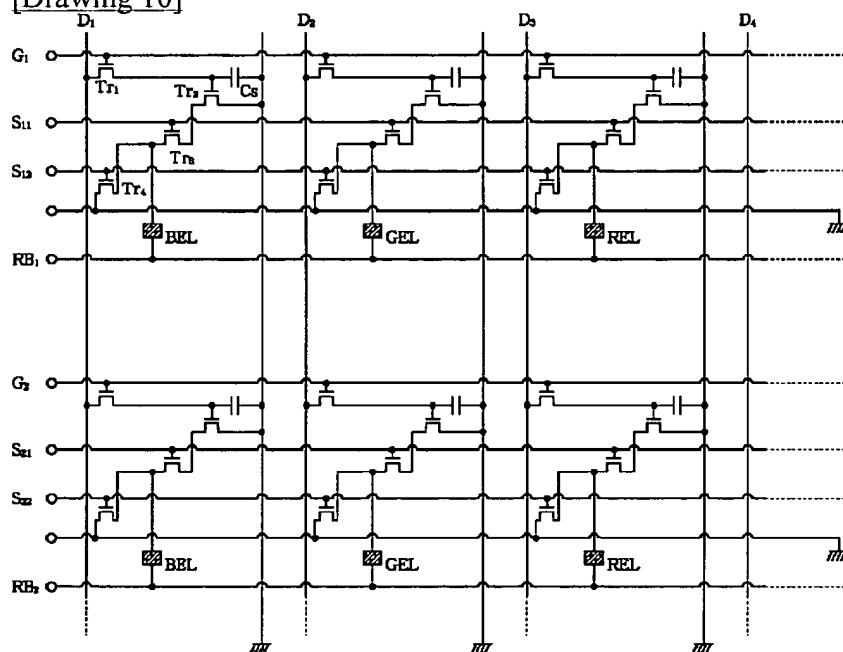 [Drawing 10]
D₁ D₂ D₃ D₄
G₁
Tr₁ Tr₂ Cs
S₁₁
Tr₃
S₁₂
Tr₄
BEL GEL REL
RB₁
G₂
S₂₁
S₂₂
BEL GEL REL
RB₂